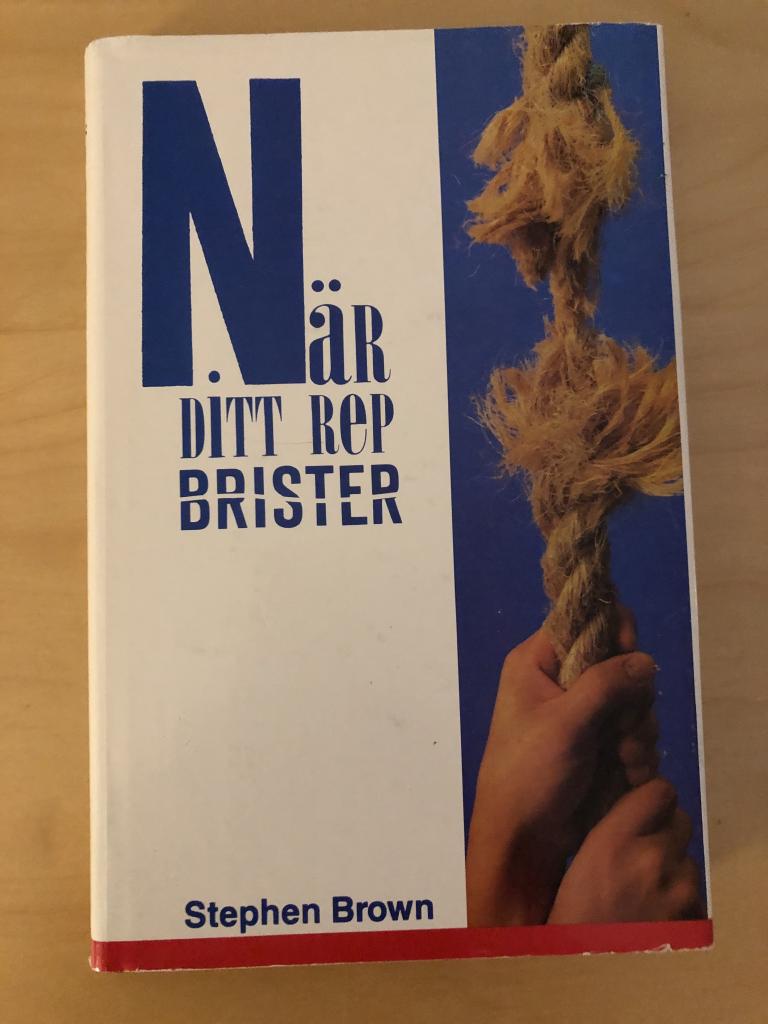 När
Ditt Rep
BRISTER
Stephen Brown